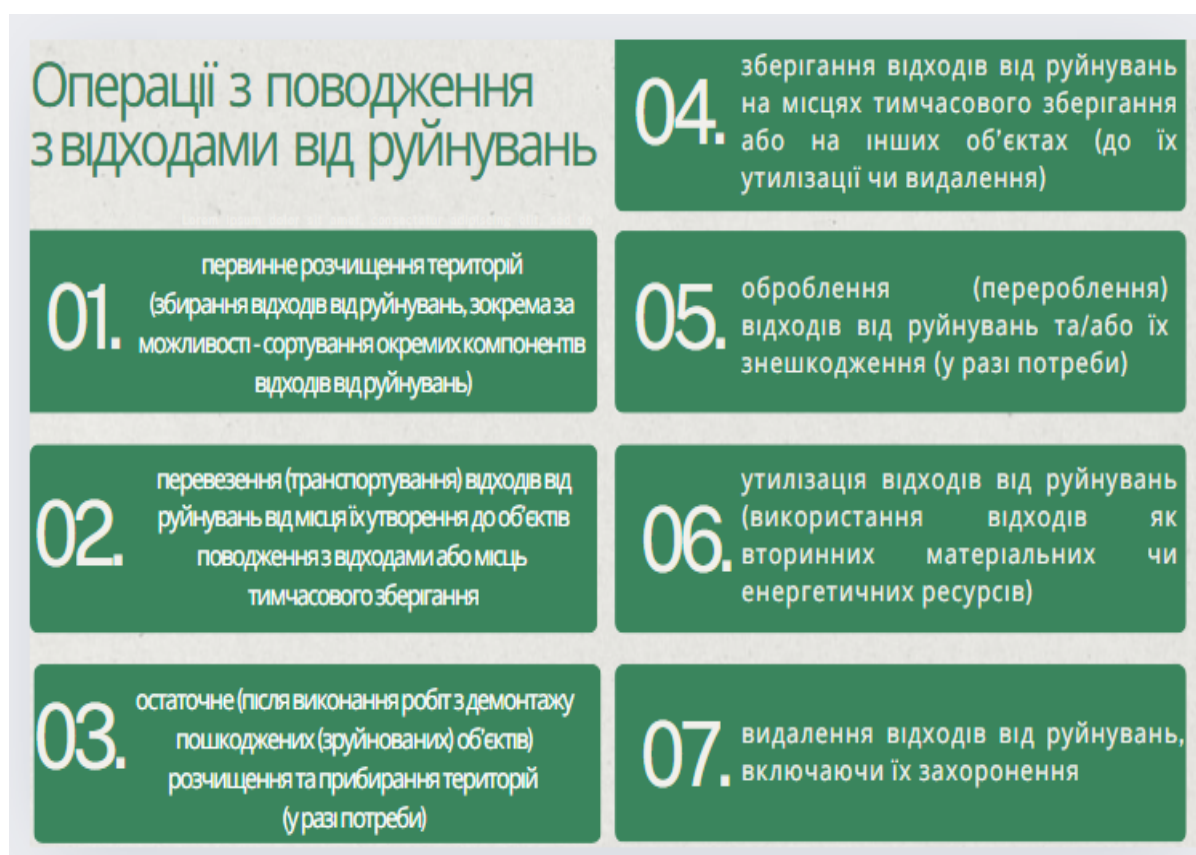 Операції з поводження
з відходами від руйнувань
01.
первинне розчищення територій
(збирання відходів від руйнувань, зокрема за
можливості - сортування окремих компонентів
відходів від руйнувань)
02.
перевезення (транспортування) відходів від
руйнувань від місця їх утворення до об'єктів
поводження з відходами або місць
тимчасового зберігання
03.
остаточне (після виконання робіт з демонтажу
пошкоджених (зруйнованих) об'єктів)
розчищення та прибирання територій
(у разі потреби)
04.
зберігання відходів від руйнувань
на місцях тимчасового зберігання
або на інших об'єктах (до їх
утилізації чи видалення)
05.
оброблення (перероблення)
відходів від руйнувань та/або їх
знешкодження (у разі потреби)
06.
утилізація відходів від руйнувань
(використання відходів як
вторинних матеріальних чи
енергетичних ресурсів)
07.
видалення відходів від руйнувань,
включаючи їх захоронення